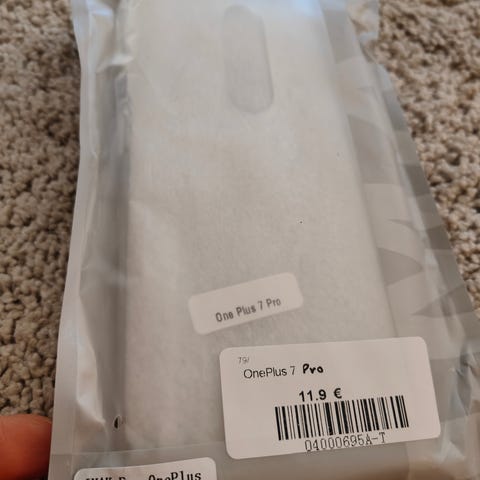 One Plus 7 Pro
79/
OnePlus 7 Pro
11.9 €
04000695A-T
OnePlus